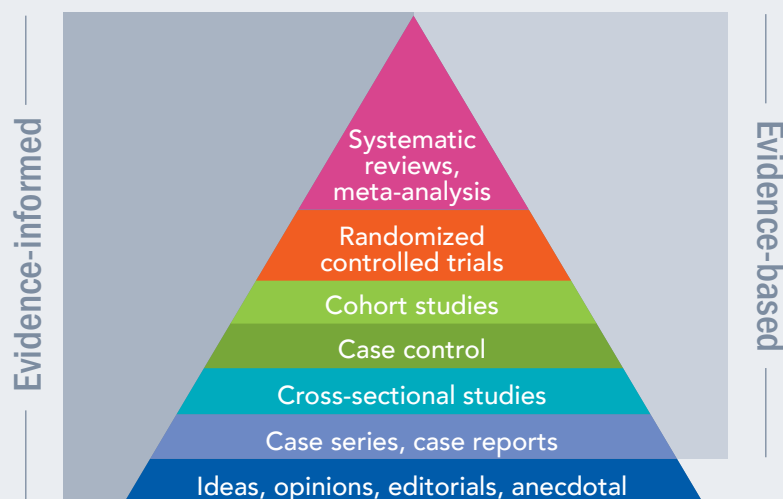 Evidence-informed
Systematic
reviews,
meta-analysis
Randomized
controlled trials
Cohort studies
Case control
Cross-sectional studies
Case series, case reports
Ideas, opinions, editorials, anecdotal
Evidence-based